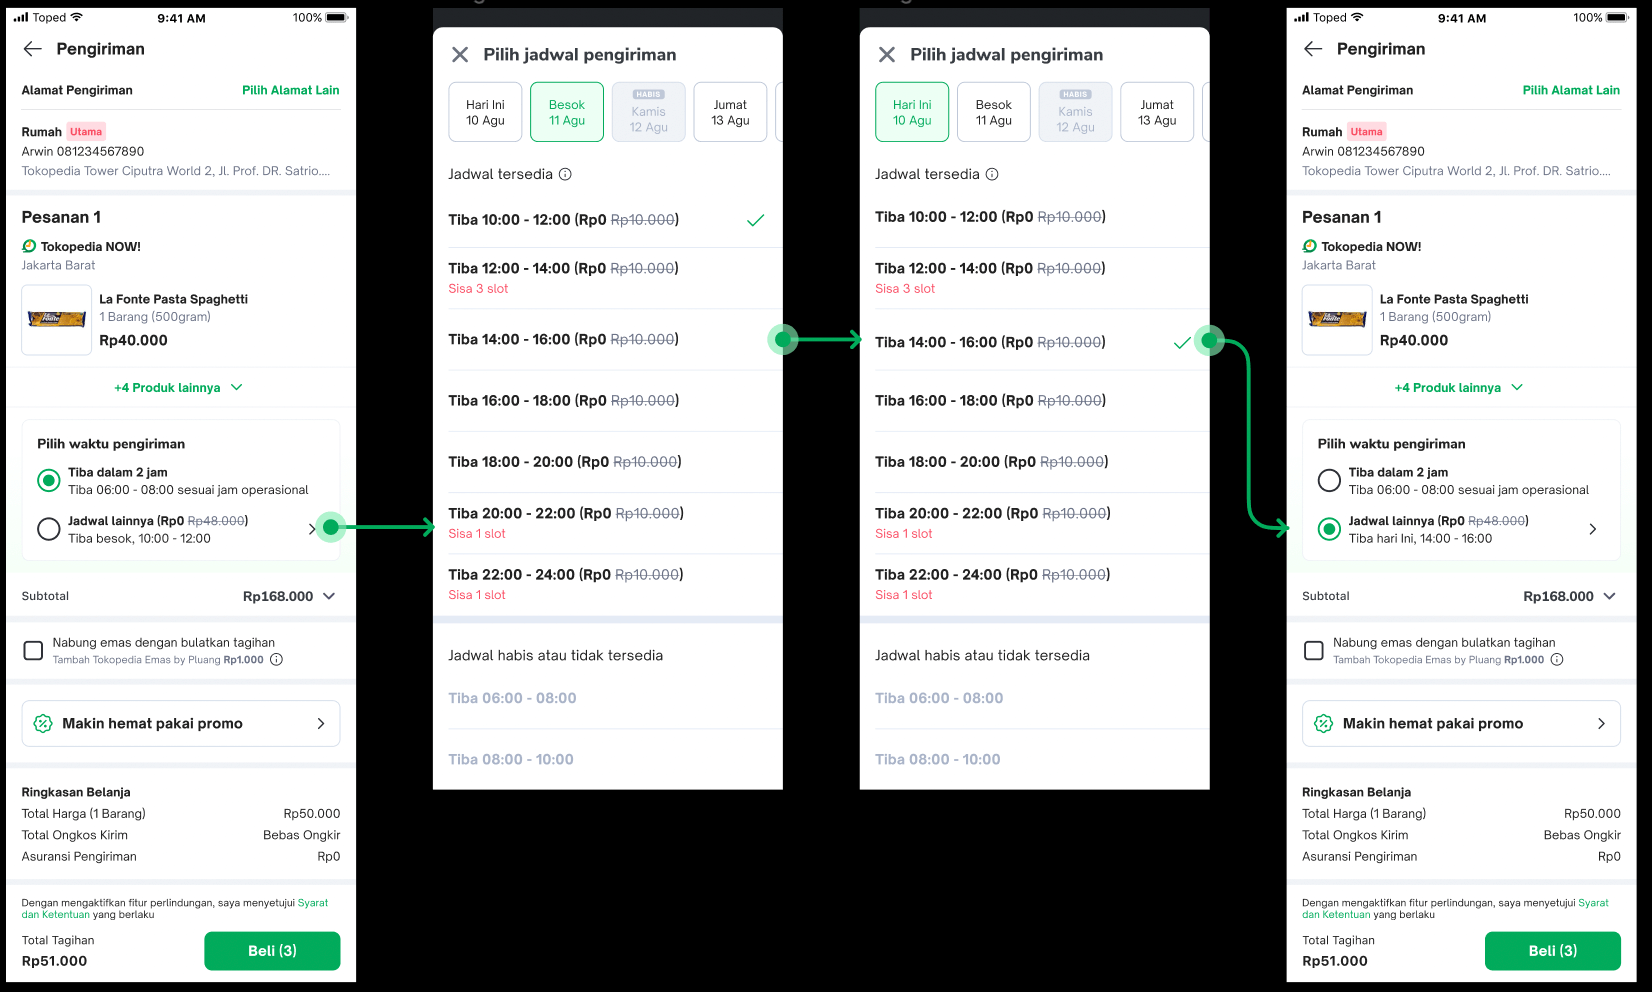 Toped 9:41 AM 100%
Pengiriman
Alamat Pengiriman Pilih Alamat Lain
Rumah Utama
Arwin 081234567890
Tokopedia Tower Ciputra World 2, Jl. Prof. DR. Satrio....
Pesanan 1
Tokopedia NOW!
Jakarta Barat
La Fonte
La Fonte Pasta Spaghetti
1 Barang (500gram)
Rp40.000
+4 Produk lainnya
Pilih waktu pengiriman
Tiba dalam 2 jam
Tiba 06:00 - 08:00 sesuai jam operasional
Jadwal lainnya (Rp0 Rp48.000)
Tiba besok, 10:00 - 12:00
Subtotal Rp168.000
Nabung emas dengan bulatkan tagihan
Tambah Tokopedia Emas by Pluang Rp1.000
Makin hemat pakai promo
Ringkasan Belanja
Total Harga (1 Barang) Rp50.000
Total Ongkos Kirim Bebas Ongkir
Asuransi Pengiriman Rp0
Dengan mengaktifkan fitur perlindungan, saya menyetujui Syarat
dan Ketentuan yang berlaku
Total Tagihan
Rp51.000
Beli (3)
Pilih jadwal pengiriman
Hari Ini
10 Agu
Besok
11 Agu
HABIS
Kamis
12 Agu
Jumat
13 Agu
Jadwal tersedia
Tiba 10:00 - 12:00 (Rp0 Rp10.000)
Tiba 12:00 - 14:00 (Rp0 Rp10.000)
Sisa 3 slot
Tiba 14:00 - 16:00 (Rp0 Rp10.000)
Tiba 16:00 - 18:00 (Rp0 Rp10.000)
Tiba 18:00 - 20:00 (Rp0 Rp10.000)
Tiba 20:00 - 22:00 (Rp0 Rp10.000)
Sisa 1 slot
Tiba 22:00 - 24:00 (Rp0 Rp10.000)
Sisa 1 slot
Jadwal habis atau tidak tersedia
Tiba 06:00 - 08:00
Tiba 08:00 - 10:00
Pilih jadwal pengiriman
Hari Ini
10 Agu
Besok
11 Agu
HABIS
Kamis
12 Agu
Jumat
13 Agu
Jadwal tersedia
Tiba 10:00 - 12:00 (Rp0 Rp10.000)
Tiba 12:00 - 14:00 (Rp0 Rp10.000)
Sisa 3 slot
Tiba 14:00 - 16:00 (Rp0 Rp10.000)
Tiba 16:00 - 18:00 (Rp0 Rp10.000)
Tiba 18:00 - 20:00 (Rp0 Rp10.000)
Tiba 20:00 - 22:00 (Rp0 Rp10.000)
Sisa 1 slot
Tiba 22:00 - 24:00 (Rp0 Rp10.000)
Sisa 1 slot
Jadwal habis atau tidak tersedia
Tiba 06:00 - 08:00
Tiba 08:00 - 10:00
Toped 9:41 AM 100%
Pengiriman
Alamat Pengiriman Pilih Alamat Lain
Rumah Utama
Arwin 081234567890
Tokopedia Tower Ciputra World 2, Jl. Prof. DR. Satrio....
Pesanan 1
Tokopedia NOW!
Jakarta Barat
La Fonte
La Fonte Pasta Spaghetti
1 Barang (500gram)
Rp40.000
+4 Produk lainnya
Pilih waktu pengiriman
Tiba dalam 2 jam
Tiba 06:00 - 08:00 sesuai jam operasional
Jadwal lainnya (Rp0 Rp48.000)
Tiba hari Ini, 14:00 - 16:00
Subtotal Rp168.000
Nabung emas dengan bulatkan tagihan
Tambah Tokopedia Emas by Pluang Rp1.000
Makin hemat pakai promo
Ringkasan Belanja
Total Harga (1 Barang) Rp50.000
Total Ongkos Kirim Bebas Ongkir
Asuransi Pengiriman Rp0
Dengan mengaktifkan fitur perlindungan, saya menyetujui Syarat
dan Ketentuan yang berlaku
Total Tagihan
Rp51.000
Beli (3)